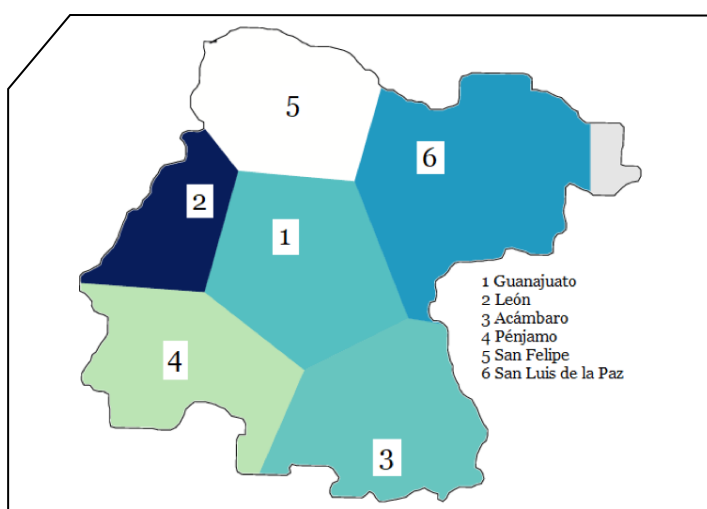 5
6
2
1
4
3
1 Guanajuato
2 León
3 Acámbaro
4 Pénjamo
5 San Felipe
6 San Luis de la Paz